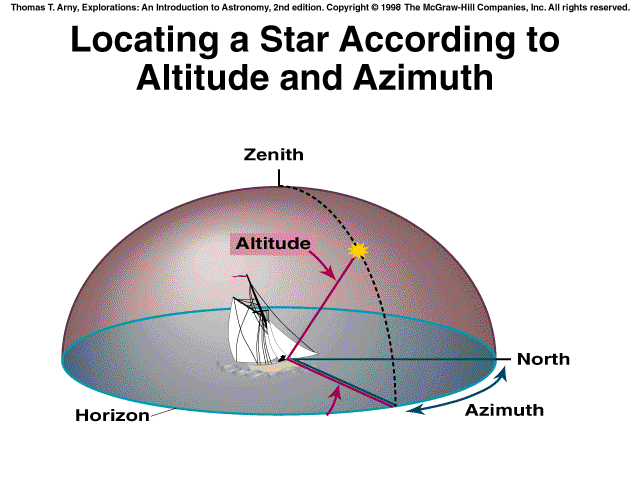 Thomas T. Arny, Explorations: An Introduction to Astronomy, 2nd edition. Copyright © 1998 The McGraw-Hill Companies, Inc. All rights reserved.
Locating a Star According to
Altitude and Azimuth
Zenith
Altitude
North
Azimuth
Horizon